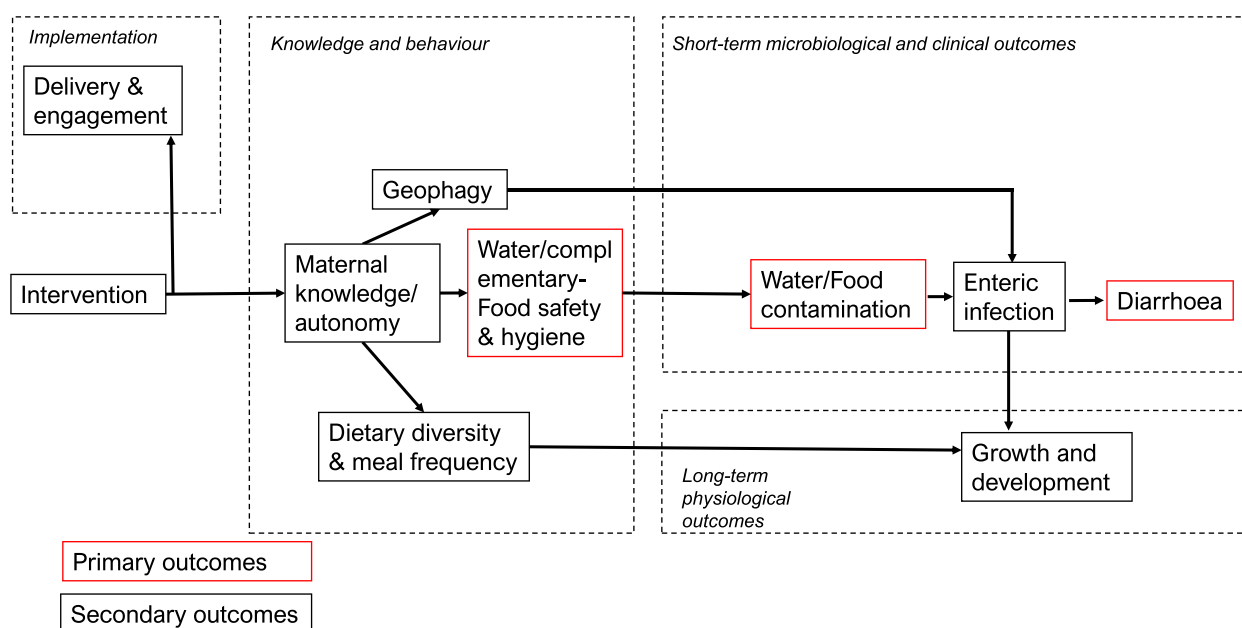 Implementation
Delivery &
engagement
Knowledge and behaviour
Short-term microbiological and clinical outcomes
Geophagy
Intervention
Maternal
knowledge/
autonomy
Water/compl
ementary-
Food safety
& hygiene
Water/Food
contamination
Enteric
infection
Diarrhoea
Dietary diversity
& meal frequency
Long-term
physiological
outcomes
Growth and
development
Primary outcomes
Secondary outcomes